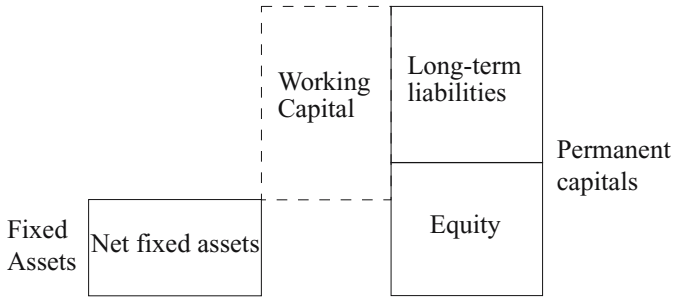 Working
Capital
Long-term
liabilities
Permanent
capitals
Fixed
Assets
Net fixed assets
Equity